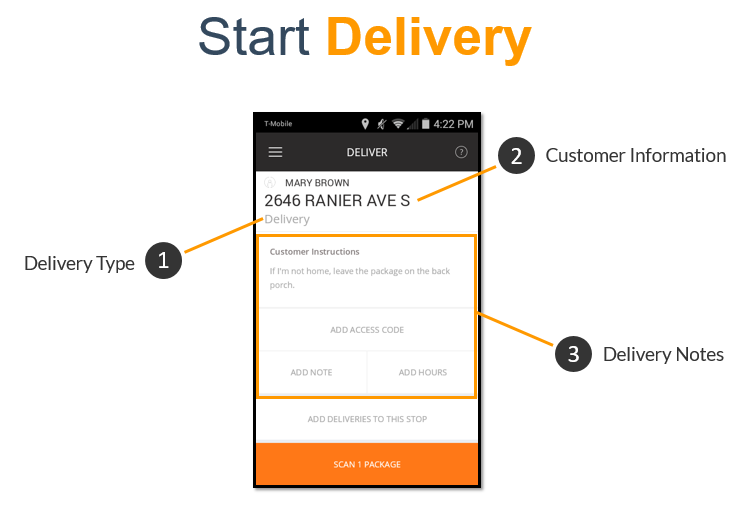 Start Delivery
T-Mobile 4:22 PM
DELIVER ?
MARY BROWN
2646 RANIER AVE S
Delivery
2 Customer Information
Delivery Type 1
Customer Instructions
If I'm not home, leave the package on the back
porch.
ADD ACCESS CODE
3 Delivery Notes
ADD NOTE ADD HOURS
ADD DELIVERIES TO THIS STOP
SCAN 1 PACKAGE